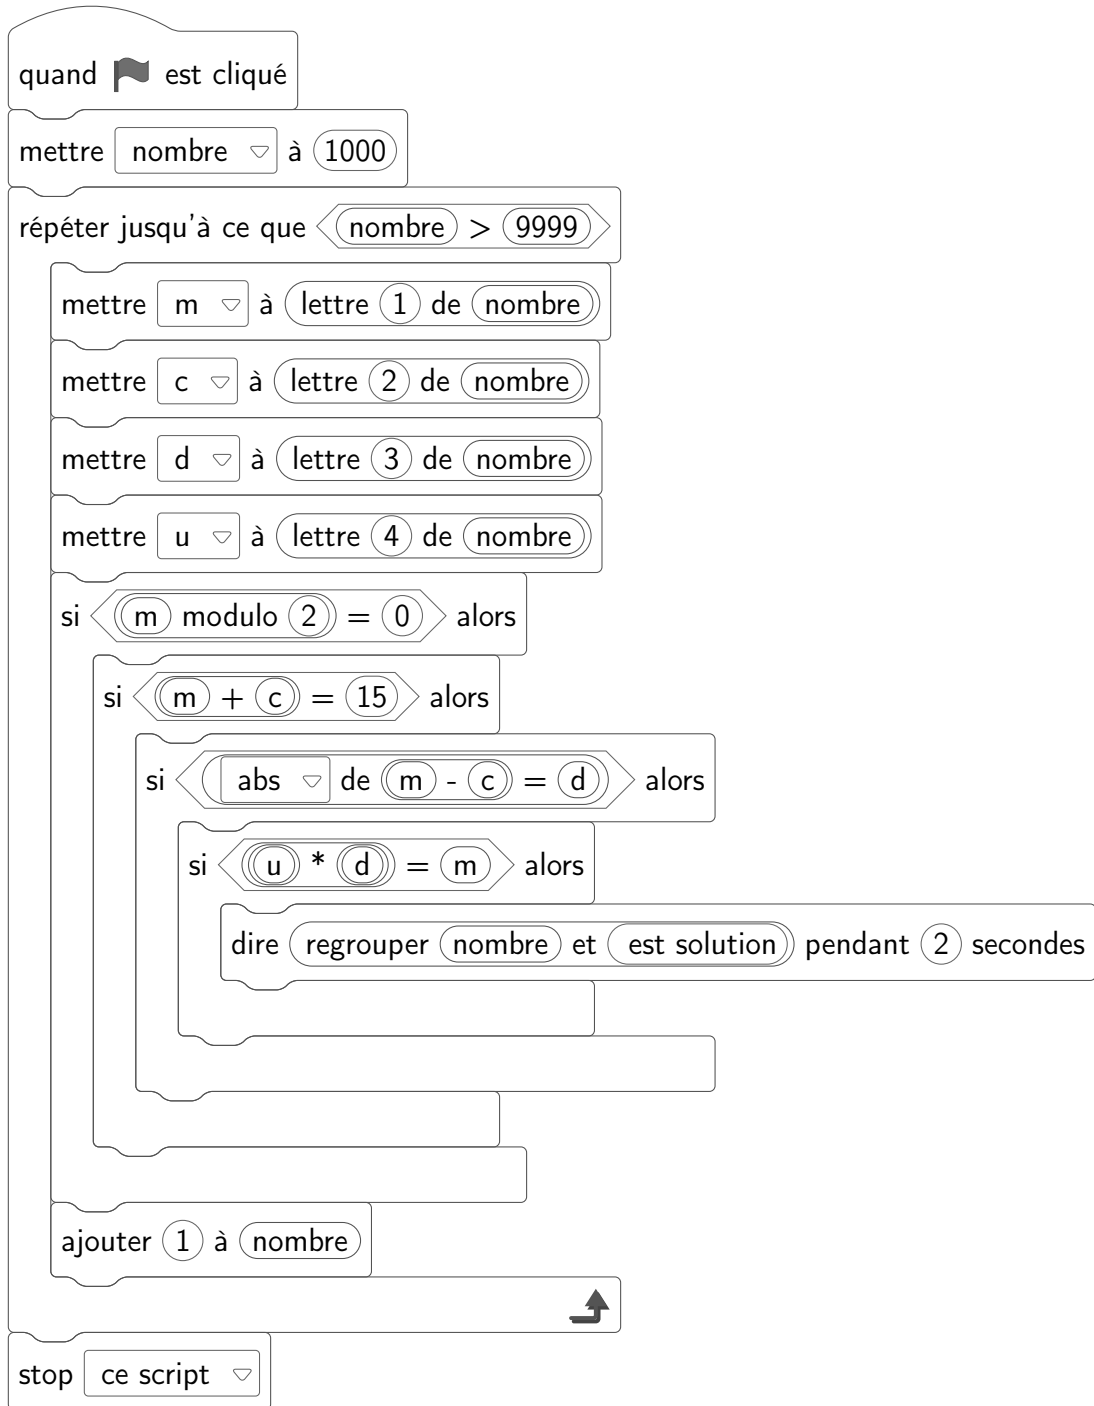 quand est cliqué
mettre nombre à 1000
répéter jusqu'à ce que nombre > 9999
mettre m à lettre 1 de nombre
mettre c à lettre 2 de nombre
mettre d à lettre 3 de nombre
mettre u à lettre 4 de nombre
si m modulo 2 = 0 alors
si m + c = 15 alors
si abs de m - c = d alors
si u * d = m alors
dire regrouper nombre et est solution pendant 2 secondes
ajouter 1 à nombre
stop ce script